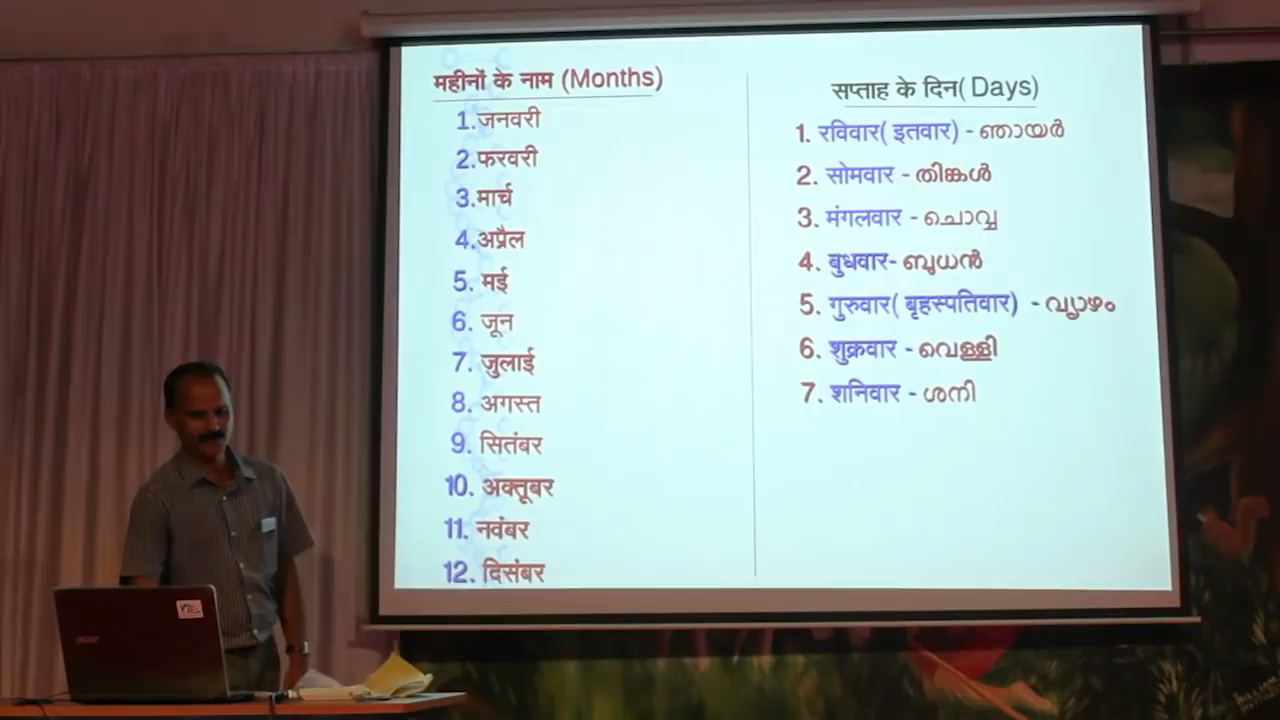 महीनों के नाम (Months)
1.जनवरी
2.फरवरी
3.मार्च
4.अप्रैल
5. मई
6. जून
7. जुलाई
8. अगस्त
9. सितंबर
10. अक्तूबर
11. नवंबर
12. दिसंबर
सप्ताह के दिन( Days)
1. रविवार( इतवार) - ഞായർ
2. सोमवार - തിങ്കൾ
3. मंगलवार - ചൊവ്വ
4. बुधवार- ബുധൻ
5. गुरुवार( बृहस्पतिवार) - വ്യാഴം
6. शुक्रवार - വെള്ളി
7. शनिवार - ശനി
acer